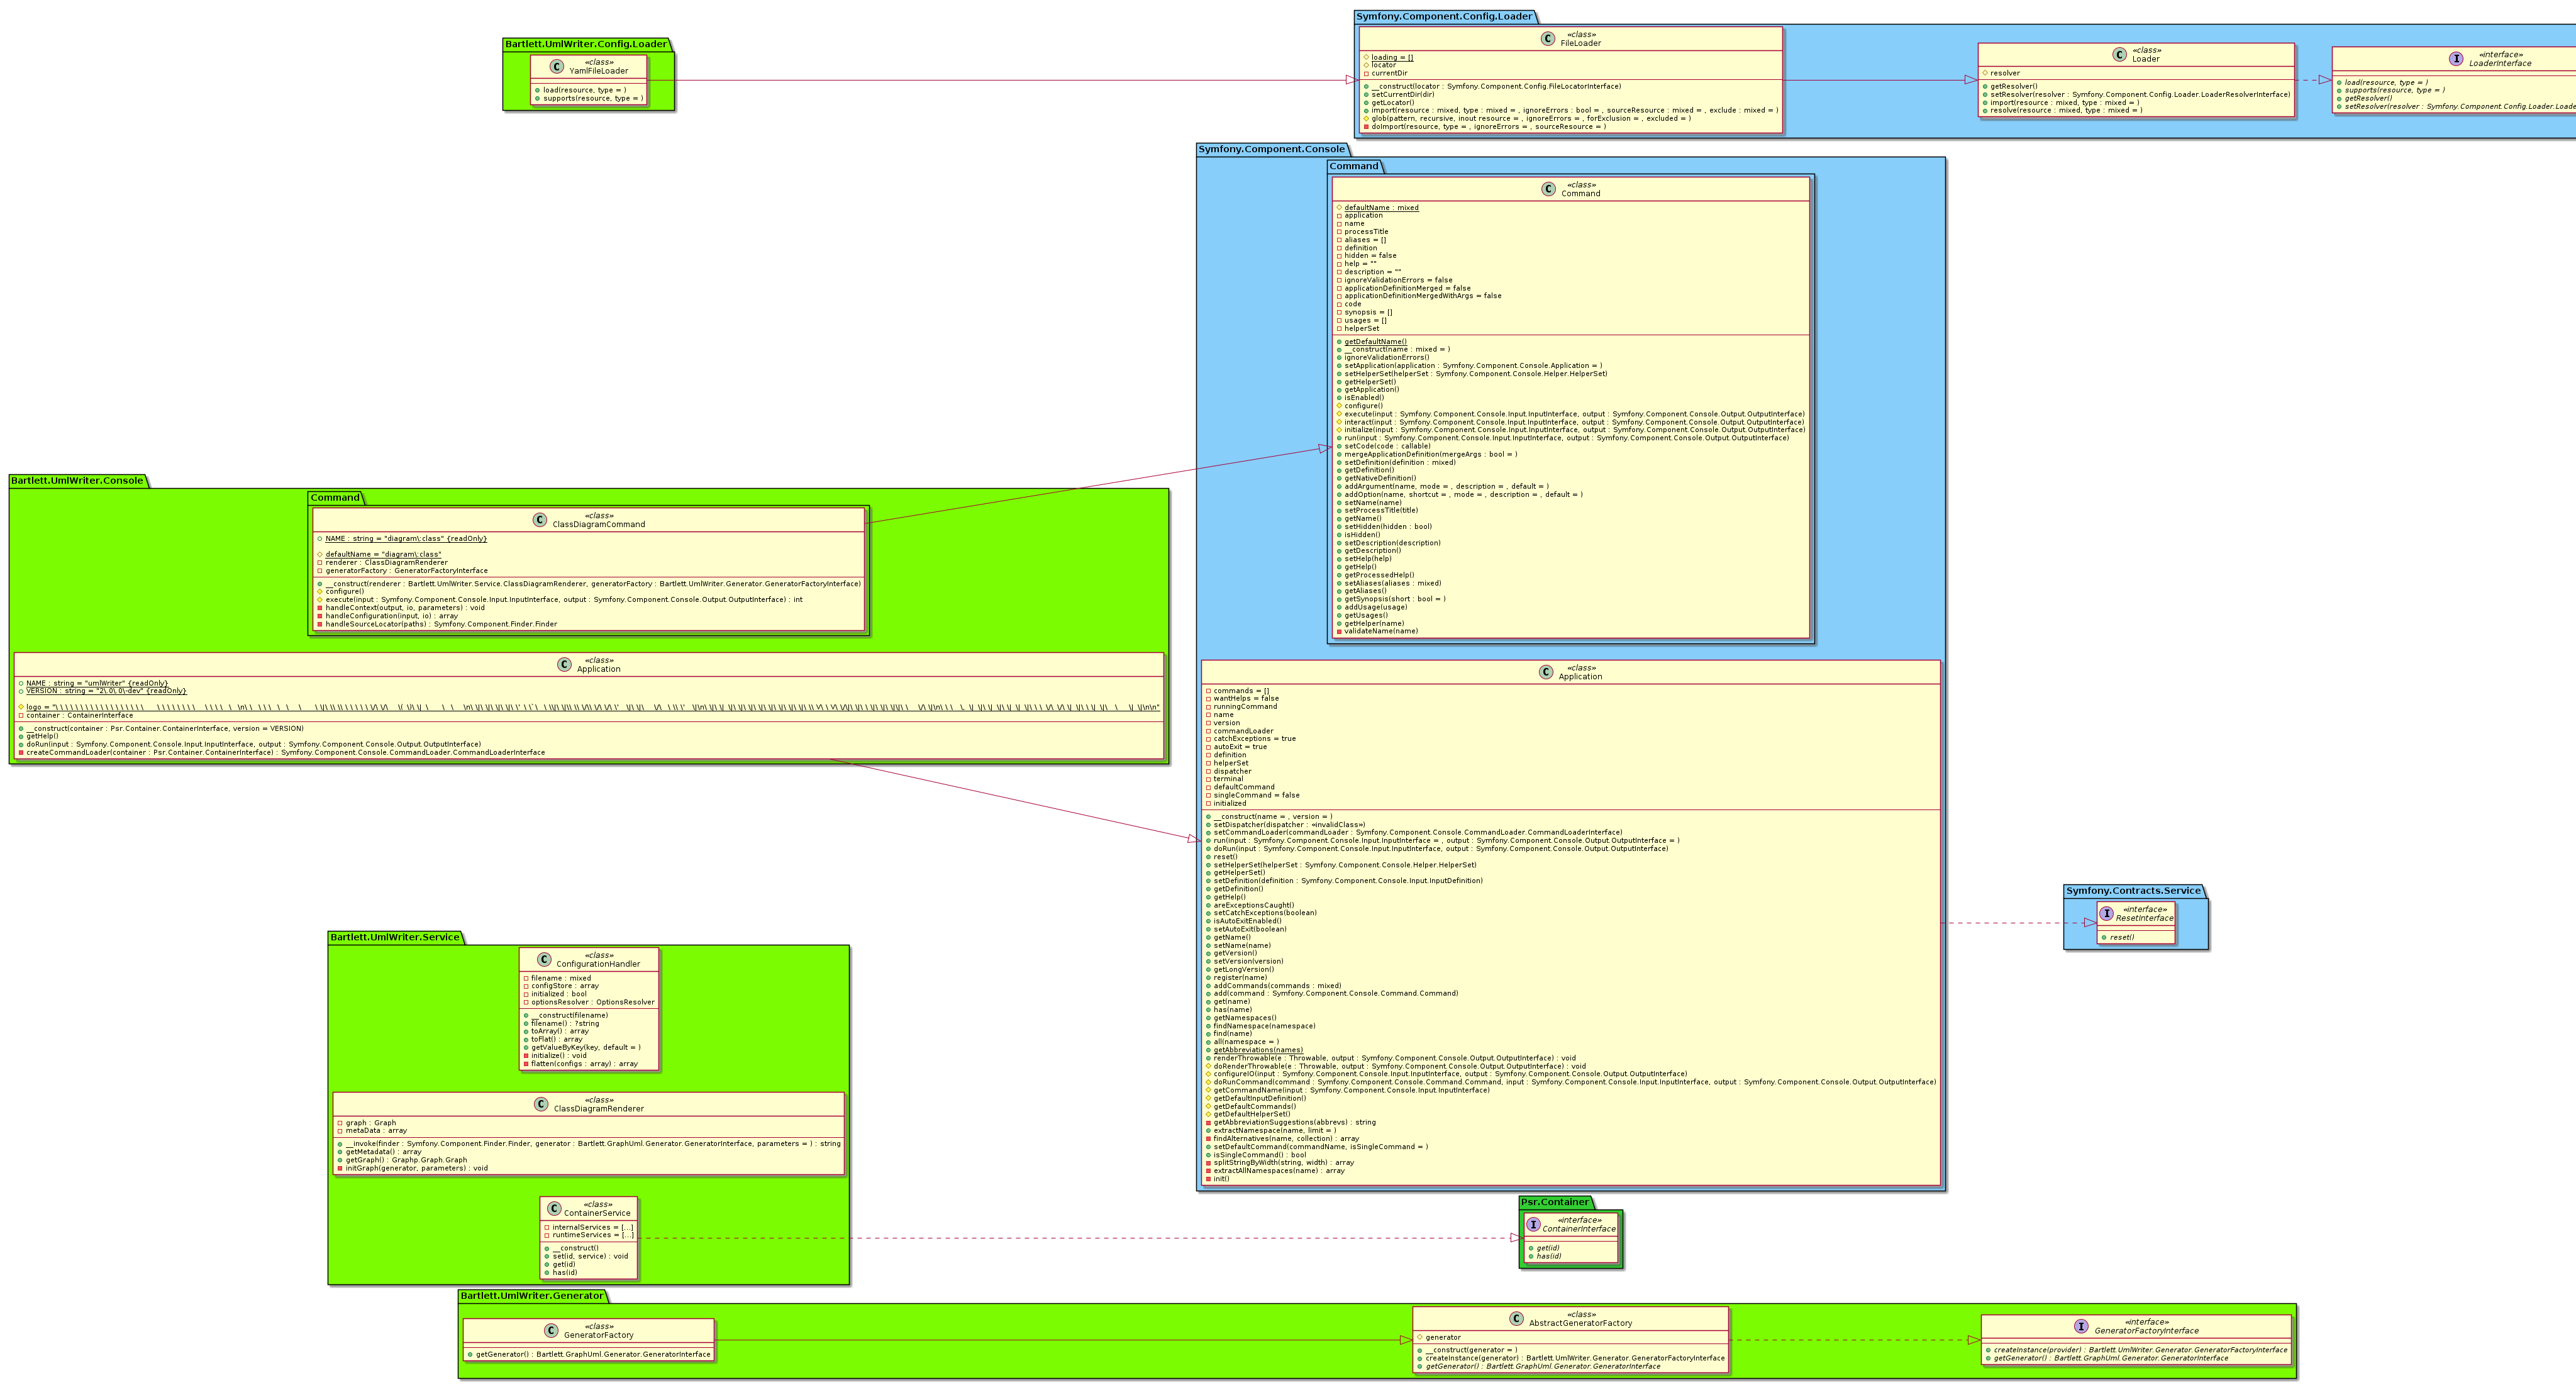 Bartlett.UmlWriter.Config.Loader
«class»
YamlFileLoader
load(resource, type = )
supports(resource, type = )
Symfony.Component.Config.Loader
«class»
FileLoader
loading = []
locator
currentDir
__construct(locator : Symfony.Component.Config.FileLocatorInterface)
setCurrentDir(dir)
getLocator()
import(resource : mixed, type : mixed = , ignoreErrors : bool = , sourceResource : mixed = , exclude : mixed = )
glob(pattern, recursive, inout resource = , ignoreErrors = , forExclusion = , excluded = )
doImport(resource, type = , ignoreErrors = , sourceResource = )
«class»
Loader
resolver
getResolver()
setResolver(resolver : Symfony.Component.Config.Loader.LoaderResolverInterface)
import(resource : mixed, type : mixed = )
resolve(resource : mixed, type : mixed = )
«interface»
LoaderInterface
load(resource, type = )
supports(resource, type = )
getResolver()
setResolver(resolver : Symfony.Component.Config.Loader.Loade
Symfony.Component.Console
Command
«class»
Command
defaultName : mixed
application
name
processTitle
aliases = []
definition
hidden = false
help = ""
description = ""
ignoreValidationErrors = false
applicationDefinitionMerged = false
applicationDefinitionMergedWithArgs = false
code
synopsis = []
usages = []
helperSet
getDefaultName()
__construct(name : mixed = )
ignoreValidationErrors()
setApplication(application : Symfony.Component.Console.Application = )
setHelperSet(helperSet : Symfony.Component.Console.Helper.HelperSet)
getHelperSet()
getApplication()
isEnabled()
configure()
execute(input : Symfony.Component.Console.Input.InputInterface, output : Symfony.Component.Console.Output.OutputInterface)
interact(input : Symfony.Component.Console.Input.InputInterface, output : Symfony.Component.Console.Output.OutputInterface)
initialize(input : Symfony.Component.Console.Input.InputInterface, output : Symfony.Component.Console.Output.OutputInterface)
run(input : Symfony.Component.Console.Input.InputInterface, output : Symfony.Component.Console.Output.OutputInterface)
setCode(code : callable)
mergeApplicationDefinition(mergeArgs : bool = )
setDefinition(definition : mixed)
getDefinition()
getNativeDefinition()
addArgument(name, mode = , description = , default = )
addOption(name, shortcut = , mode = , description = , default = )
setName(name)
setProcessTitle(title)
getName()
setHidden(hidden : bool)
isHidden()
setDescription(description)
getDescription()
setHelp(help)
getHelp()
getProcessedHelp()
setAliases(aliases : mixed)
getAliases()
getSynopsis(short : bool = )
addUsage(usage)
getUsages()
getHelper(name)
validateName(name)
Bartlett.UmlWriter.Console
Command
«class»
ClassDiagramCommand
NAME : string = "diagram\:class" {readOnly}
defaultName = "diagram\:class"
renderer : ClassDiagramRenderer
generatorFactory : GeneratorFactoryInterface
__construct(renderer : Bartlett.UmlWriter.Service.ClassDiagramRenderer, generatorFactory : Bartlett.UmlWriter.Generator.GeneratorFactoryInterface)
configure()
execute(input : Symfony.Component.Console.Input.InputInterface, output : Symfony.Component.Console.Output.OutputInterface) : int
handleContext(output, io, parameters) : void
handleConfiguration(input, io) : array
handleSourceLocator(paths) : Symfony.Component.Finder.Finder
«class»
Application
NAME : string = "umlWriter" {readOnly}
VERSION : string = "2\.0\.0\-dev" {readOnly}
logo =
container : ContainerInterface
__construct(container : Psr.Container.ContainerInterface, version = VERSION)
getHelp()
doRun(input : Symfony.Component.Console.Input.InputInterface, output : Symfony.Component.Console.Output.OutputInterface)
createCommandLoader(container : Psr.Container.ContainerInterface) : Symfony.Component.Console.CommandLoader.CommandLoaderInterface
«class»
Application
commands = []
wantHelps = false
runningCommand
name
version
commandLoader
catchExceptions = true
autoExit = true
definition
helperSet
dispatcher
terminal
defaultCommand
singleCommand = false
initialized
__construct(name = , version = )
setDispatcher(dispatcher : «invalidClass»)
setCommandLoader(commandLoader : Symfony.Component.Console.CommandLoader.CommandLoaderInterface)
run(input : Symfony.Component.Console.Input.InputInterface = , output : Symfony.Component.Console.Output.OutputInterface = )
doRun(input : Symfony.Component.Console.Input.InputInterface, output : Symfony.Component.Console.Output.OutputInterface)
reset()
setHelperSet(helperSet : Symfony.Component.Console.Helper.HelperSet)
getHelperSet()
setDefinition(definition : Symfony.Component.Console.Input.InputDefinition)
getDefinition()
getHelp()
areExceptionsCaught()
setCatchExceptions(boolean)
isAutoExitEnabled()
setAutoExit(boolean)
getName()
setName(name)
getVersion()
setVersion(version)
getLongVersion()
register(name)
addCommands(commands : mixed)
add(command : Symfony.Component.Console.Command.Command)
get(name)
has(name)
getNamespaces()
findNamespace(namespace)
find(name)
all(namespace = )
getAbbreviations(names)
renderThrowable(e : Throwable, output : Symfony.Component.Console.Output.OutputInterface) : void
doRenderThrowable(e : Throwable, output : Symfony.Component.Console.Output.OutputInterface) : void
configureIO(input : Symfony.Component.Console.Input.InputInterface, output : Symfony.Component.Console.Output.OutputInterface)
doRunCommand(command : Symfony.Component.Console.Command.Command, input : Symfony.Component.Console.Input.InputInterface, output : Symfony.Component.Console.Output.OutputInterface)
getCommandName(input : Symfony.Component.Console.Input.InputInterface)
getDefaultInputDefinition()
getDefaultCommands()
getDefaultHelperSet()
getAbbreviationSuggestions(abbrevs) : string
extractNamespace(name, limit = )
findAlternatives(name, collection) : array
setDefaultCommand(commandName, isSingleCommand = )
isSingleCommand() : bool
splitStringByWidth(string, width) : array
extractAllNamespaces(name) : array
init()
Symfony.Contracts.Service
«interface»
ResetInterface
reset()
Bartlett.UmlWriter.Service
«class»
ConfigurationHandler
filename : mixed
configStore : array
initialized : bool
optionsResolver : OptionsResolver
__construct(filename)
filename() : ?string
toArray() : array
toFlat() : array
getValueByKey(key, default = )
initialize() : void
flatten(configs : array) : array
«class»
ClassDiagramRenderer
graph : Graph
metaData : array
__invoke(finder : Symfony.Component.Finder.Finder, generator : Bartlett.GraphUml.Generator.GeneratorInterface, parameters = ) : string
getMetadata() : array
getGraph() : Graphp.Graph.Graph
initGraph(generator, parameters) : void
«class»
ContainerService
internalServices = [...]
runtimeServices = [...]
__construct()
set(id, service) : void
get(id)
has(id)
Psr.Container
«interface»
ContainerInterface
get(id)
has(id)
Bartlett.UmlWriter.Generator
«class»
GeneratorFactory
getGenerator() : Bartlett.GraphUml.Generator.GeneratorInterface
«class»
AbstractGeneratorFactory
generator
__construct(generator = )
createInstance(generator) : Bartlett.UmlWriter.Generator.GeneratorFactoryInterface
getGenerator() : Bartlett.GraphUml.Generator.GeneratorInterface
«interface»
GeneratorFactoryInterface
createInstance(provider) : Bartlett.UmlWriter.Generator.GeneratorFactoryInterface
getGenerator() : Bartlett.GraphUml.Generator.GeneratorInterface